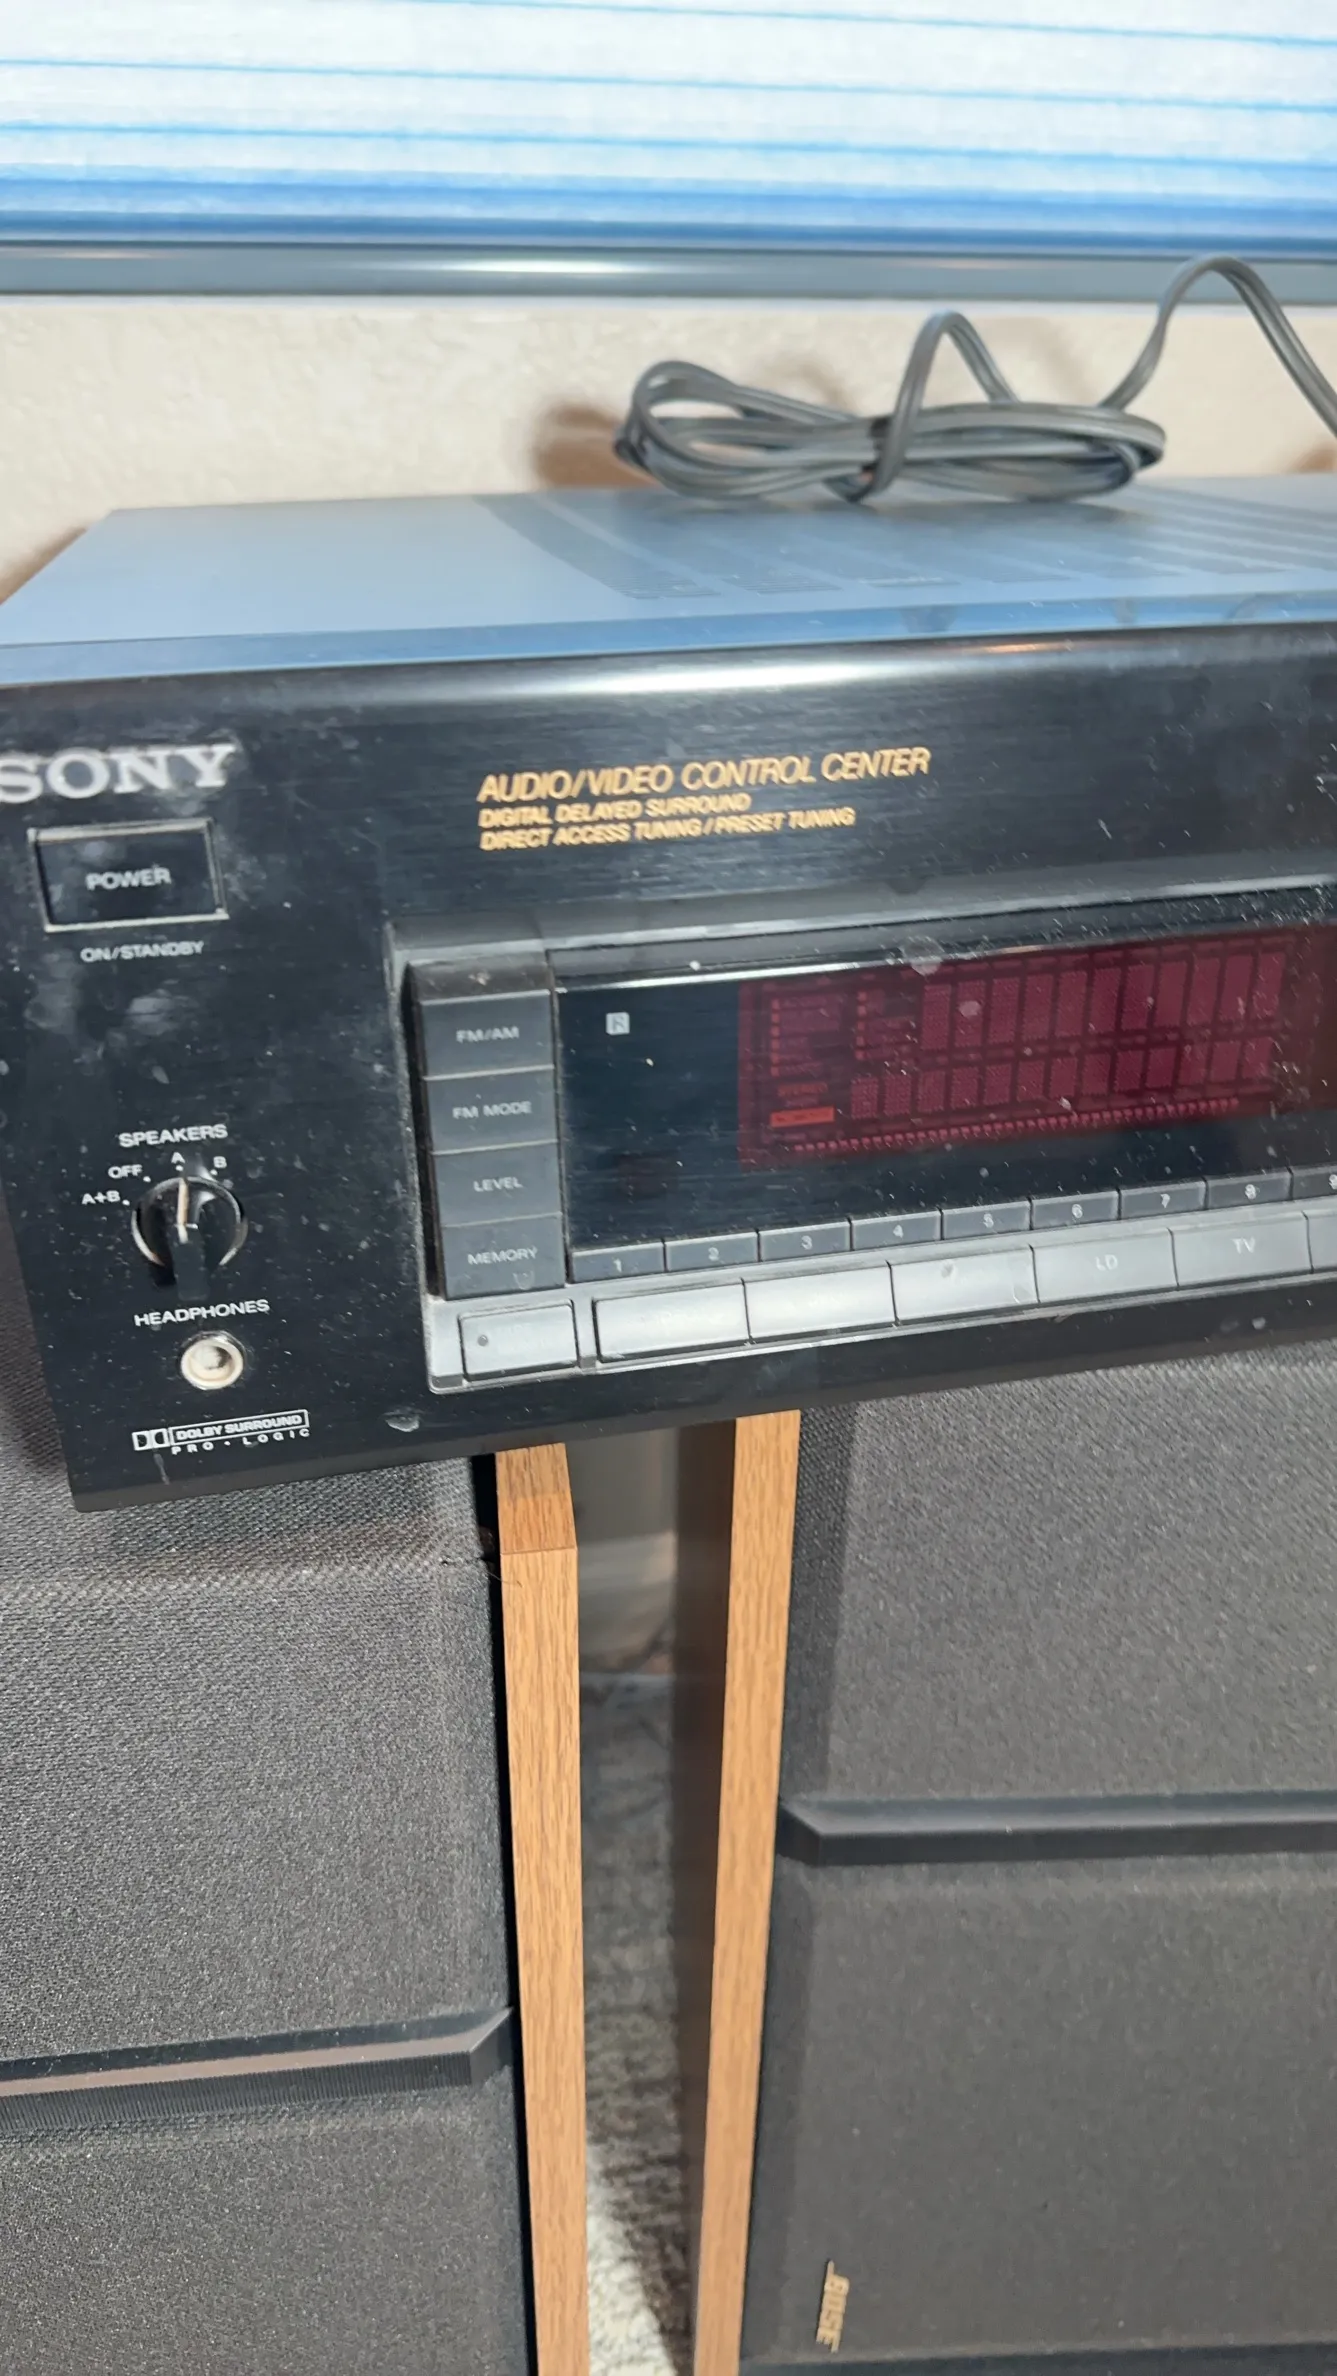 SONY
AUDIO/VIDEO CONTROL CENTER
DIGITAL DELAYED SURROUND
DIRECT ACCESS TUNING / PRESET TUNING
POWER
ON/STANDBY
FM/AM
FM MODE
LEVEL
MEMORY
SPEAKERS
OFF A B
A+B
1 2 3 4 5 6 7 8 9
LD TV
HEADPHONES
DOLBY SURROUND
PRO • LOGIC
BOSE